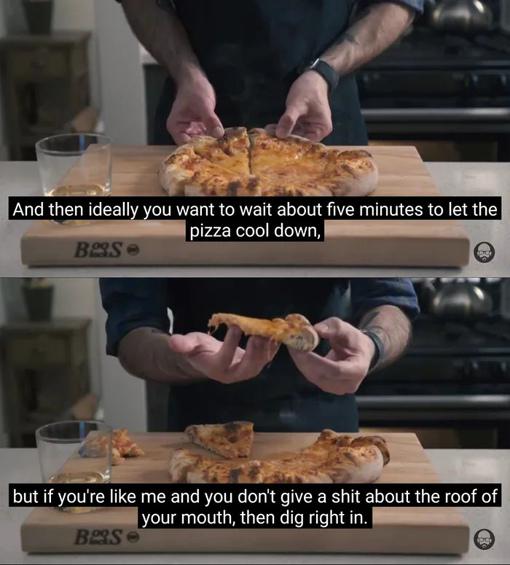 And then ideally you want to wait about five minutes to let the
pizza cool down,
BOOS
but if you're like me and you don't give a shit about the roof of
your mouth, then dig right in.
BOOS